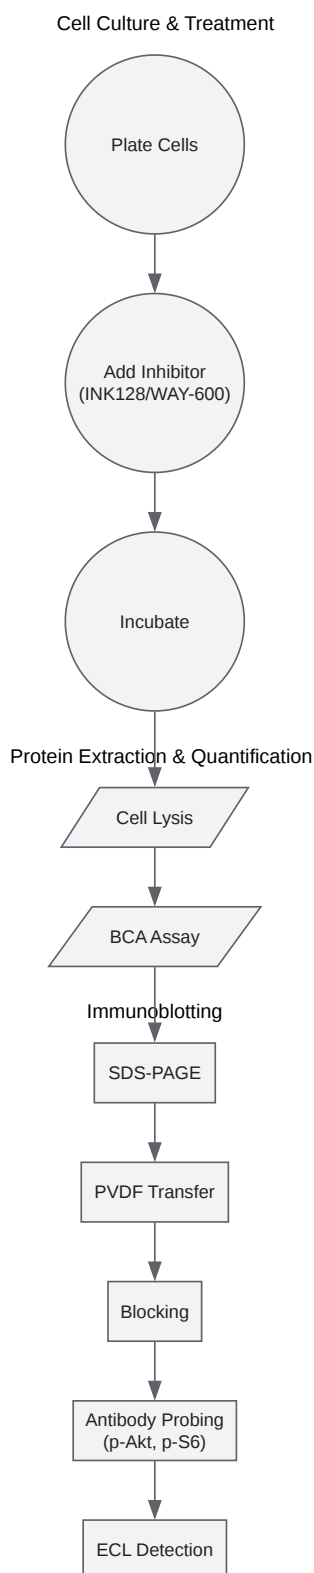 Cell Culture & Treatment
Plate Cells
Add Inhibitor
(INK128/WAY-600)
Incubate
Protein Extraction & Quantification
Cell Lysis
BCA Assay
Immunoblotting
SDS-PAGE
PVDF Transfer
Blocking
Antibody Probing
(p-Akt, p-S6)
ECL Detection